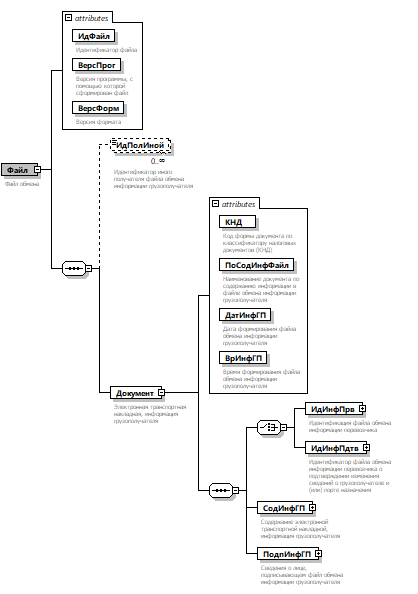 attributes
ИдФайл
Идентификатор файла
ВерсПрог
Версия программы, с
помощью которой
сформирован файл
ВерсФорм
Версия формата
Файл
Файл обмена
ИдПолИной
0..∞
Идентификатор иного
получателя файла обмена
информации грузополучателя
attributes
КНД
Код формы документа по
классификатору налоговых
документов (КНД)
ПоСодИнфФайл
Наименование документа по
содержанию информации в
файле обмена информации
грузополучателя
ДатИнфГП
Дата формирования файла
обмена информации
грузополучателя
ВрИнфГП
Время формирования файла
обмена информации
грузополучателя
Документ
Электронная транспортная
накладная, информация
грузополучателя
ИдИнфПрв
Идентификация файла обмена
информации перевозчика
ИдИнфПдтв
Идентификатор файла обмена
информации перевозчика о
подтверждении изменения
сведений о грузополучателе и
(или) порте назначения
СодИнфГП
Содержание электронной
транспортной накладной,
информация грузополучателя
ПодпИнфГП
Сведения о лице,
подписывающем файл обмена
информации грузополучателя